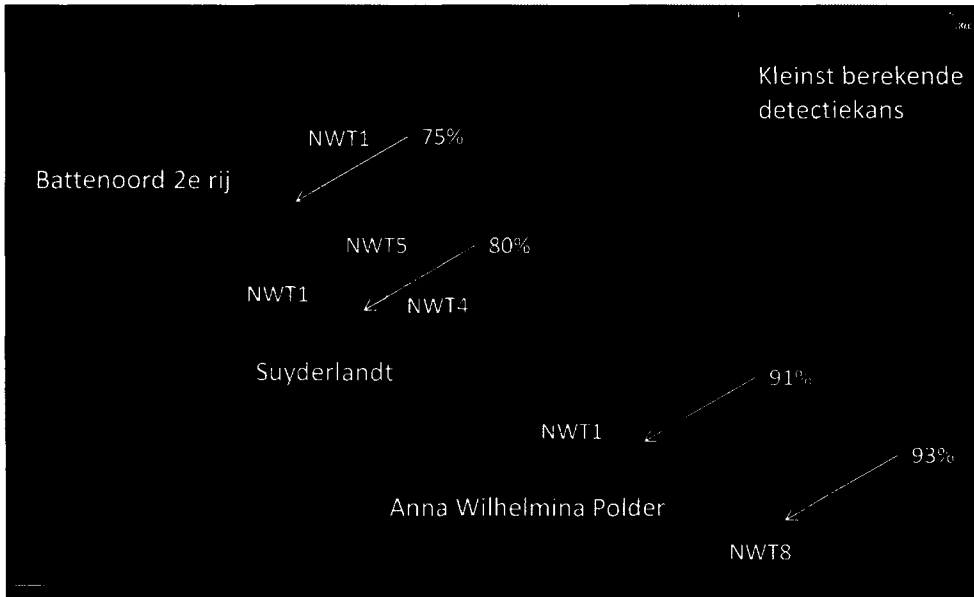 Kleinst berekende
detectiekans
NWT1 75%
Battenoord 2e rij
NWT5 80%
NWT1 NWT4
Suyderlandt
91%
NWT1
93%
Anna Wilhelmina Polder
NWT8